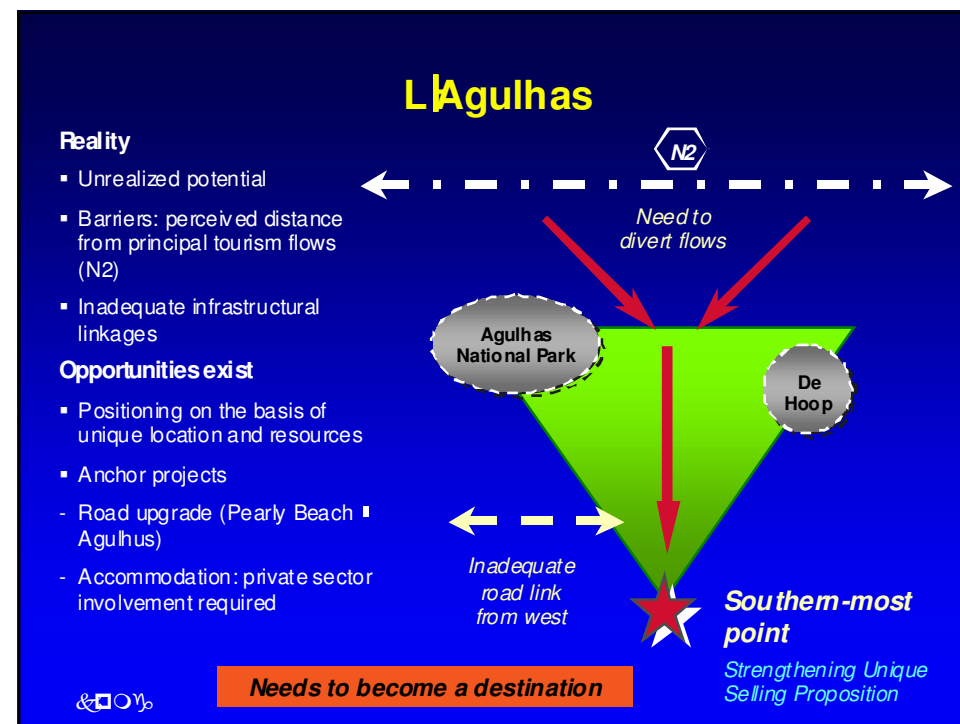 L'Agulhas
Reality
▪ Unrealized potential
▪ Barriers: perceived distance
from principal tourism flows
(N2)
▪ Inadequate infrastructural
linkages
Opportunities exist
▪ Positioning on the basis of
unique location and resources
▪ Anchor projects
- Road upgrade (Pearly Beach
Agulhus)
- Accommodation: private sector
involvement required
N2
Need to
divert flows
Agulhas
National Park
De
Hoop
Inadequate
road link
from west
Southern-most
point
Strengthening Unique
Selling Proposition
Needs to become a destination